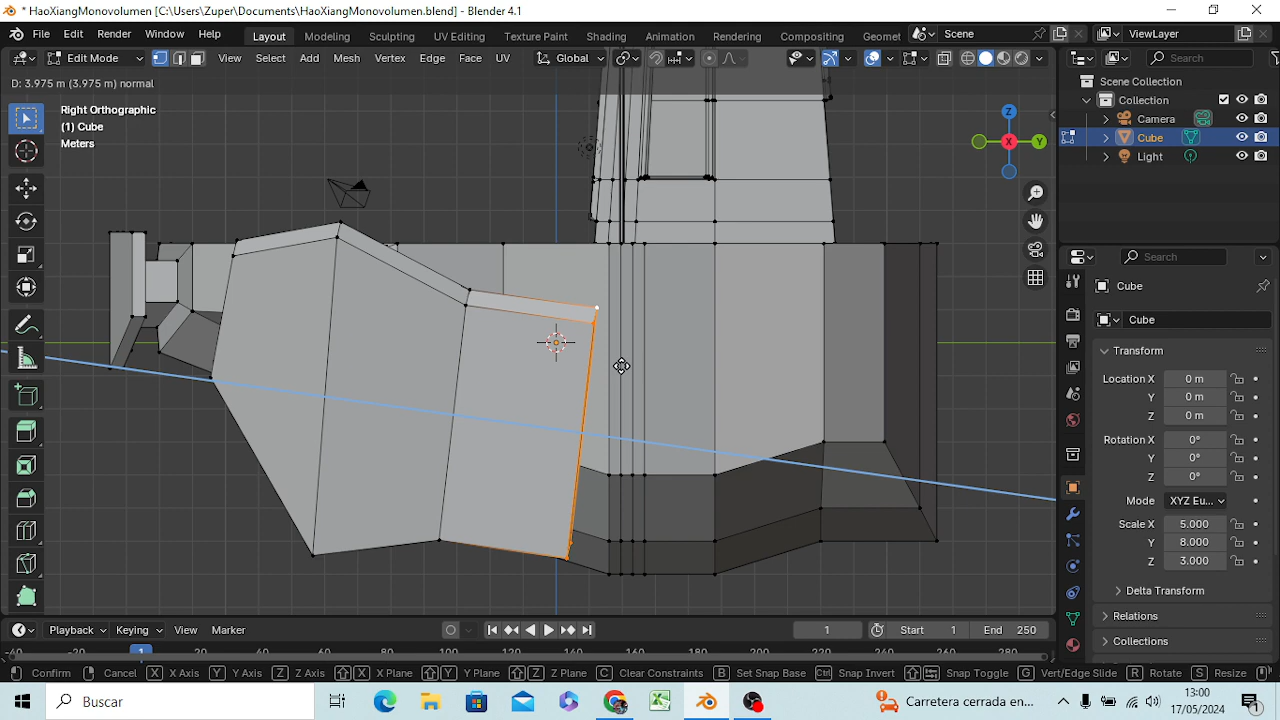 * HaoXiangMonovolumen [C:\Users\Zuper\Documents\HaoXiangMonovolumen.blend] - Blender 4.1
File Edit Render Window Help Layout Modeling Sculpting UV Editing Texture Paint Shading Animation Rendering Compositing Geomet Scene ViewLayer
Edit Mode View Select Add Mesh Vertex Edge Face UV Global Search
D: 3.975 m (3.975 m) normal
Right Orthographic
(1) Cube
Meters
Z
Y
X
Scene Collection
Collection
Camera
Cube
Light
Search
Cube
Cube
Transform
Location X 0 m
Y 0 m
Z 0 m
Rotation X 0°
Y 0°
Z 0°
Mode XYZ Eu...
Scale X 5.000
Y 8.000
Z 3.000
Delta Transform
Relations
Collections
Playback Keying View Marker 1 Start 1 End 250
Confirm Cancel X X Axis Y Y Axis Z Z Axis X X Plane Y Y Plane Z Z Plane C Clear Constraints B Set Snap Base Ctrl Snap Invert Snap Toggle G Vert/Edge Slide R Rotate S Resize
Buscar Carretera cerrada en... 13:00
17/05/2024